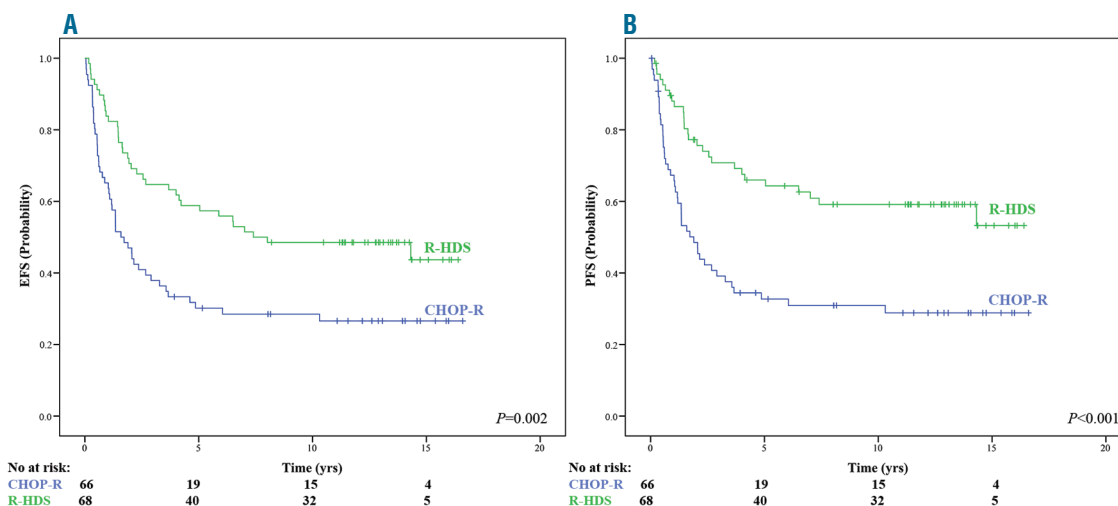 A
1.0
0.8
0.6
0.4
0.2
0.0
EFS (Probability)
R-HDS
CHOP-R
P=0.002
0 5 10 15 20
Time (yrs)
No at risk:
CHOP-R 66 19 15 4
R-HDS 68 40 32 5
B
1.0
0.8
0.6
0.4
0.2
0.0
PFS (Probability)
R-HDS
CHOP-R
P<0.001
0 5 10 15 20
Time (yrs)
No at risk:
CHOP-R 66 19 15 4
R-HDS 68 40 32 5